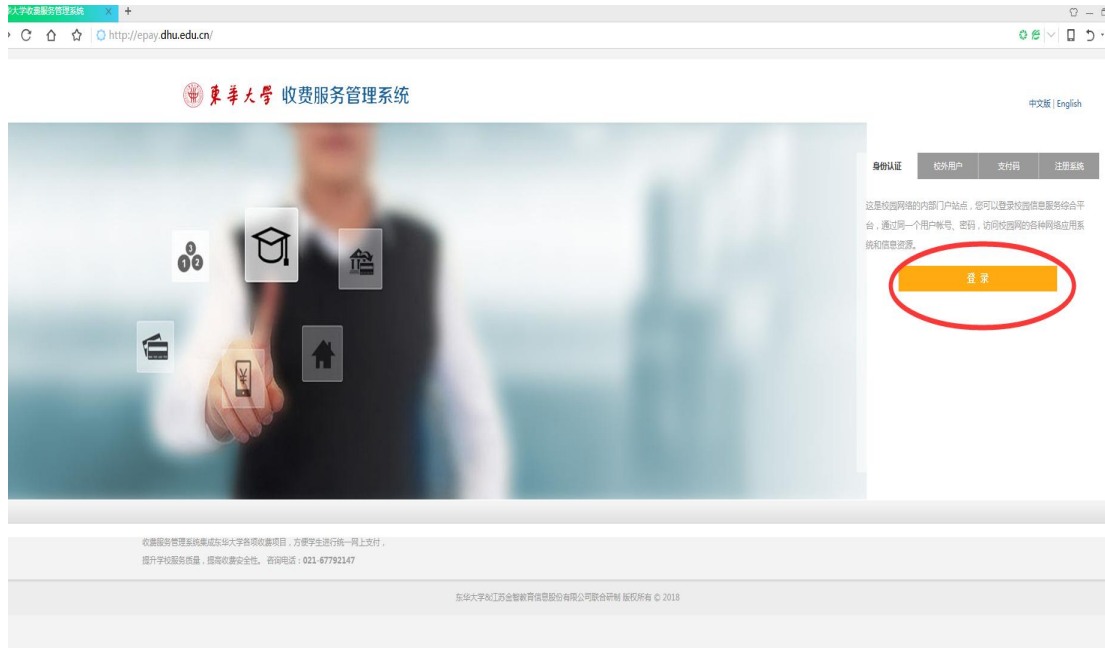 华大学收费服务管理系统
http://epay.dhu.edu.cn/
東華大學 收费服务管理系统
中文版 | English
身份认证 校外用户 支付码 注册系统
这是校园网络的内部门户站点，您可以登录校园信息服务综合平
台，通过同一个用户帐号、密码，访问校园网的各种网络应用系
统和信息资源。
登 录
3
1 2
¥
收费服务管理系统集成东华大学各项收费项目，方便学生进行统一网上支付，
提升学校服务质量，提高收费安全性。 咨询电话：021-67792147
东华大学&江苏金智教育信息股份有限公司联合研制 版权所有 © 2018